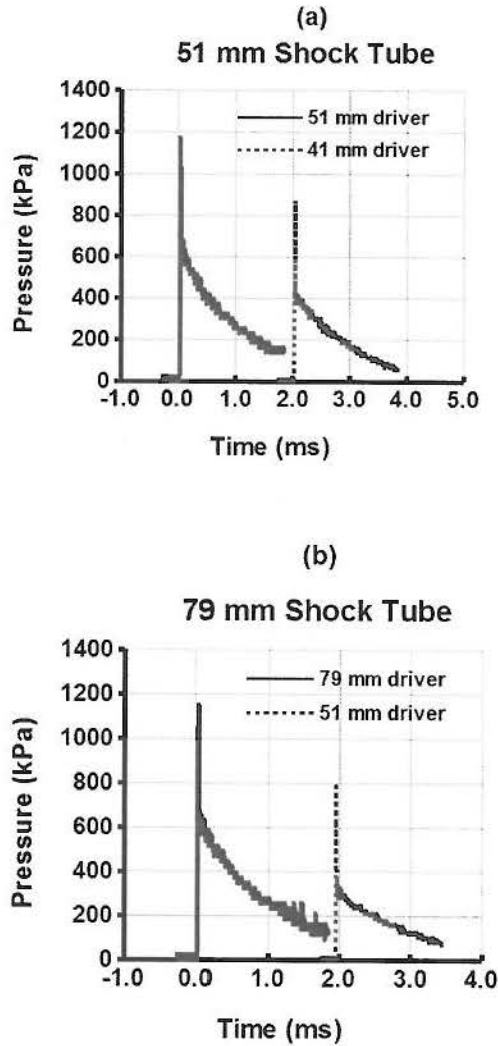 (a)
51 mm Shock Tube
1400
1200
1000
800
600
400
200
0
Pressure (kPa)
51 mm driver
41 mm driver
-1.0 0.0 1.0 2.0 3.0 4.0 5.0
Time (ms)
(b)
79 mm Shock Tube
1400
1200
1000
800
600
400
200
0
Pressure (kPa)
79 mm driver
51 mm driver
-1.0 0.0 1.0 2.0 3.0 4.0
Time (ms)